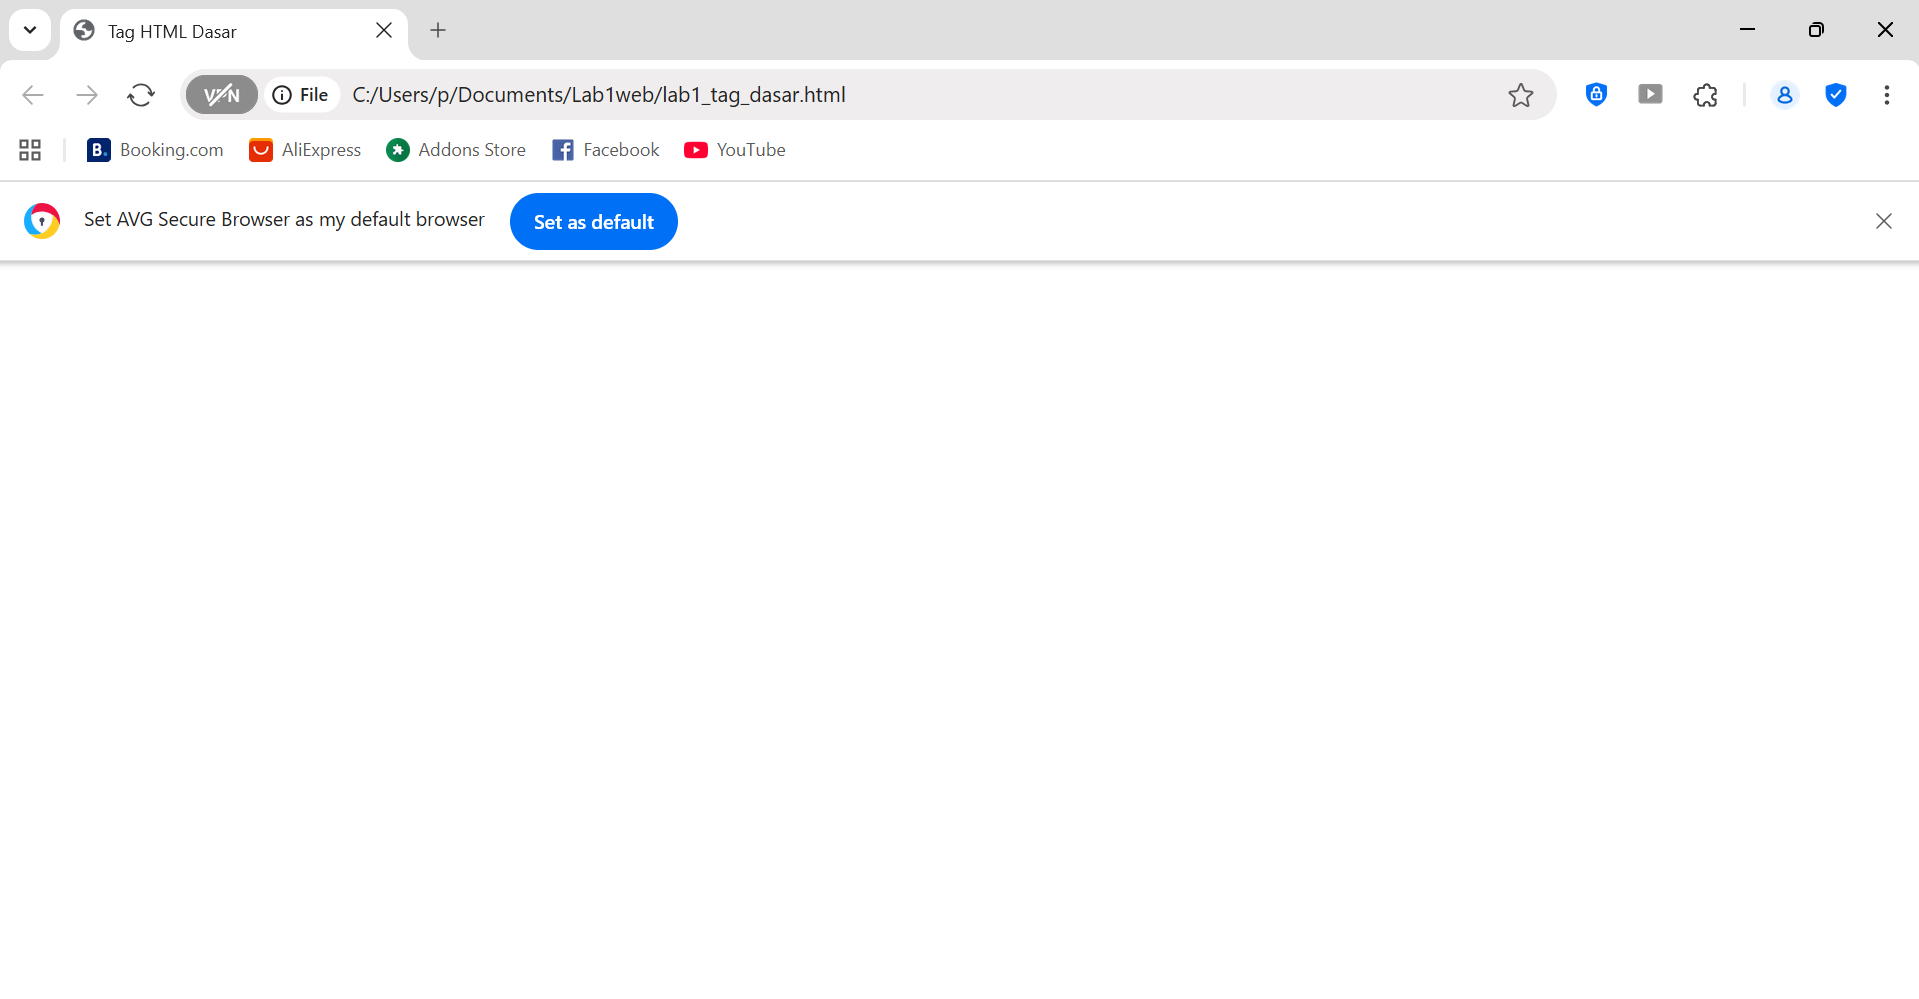 Tag HTML Dasar
VPN File C:/Users/p/Documents/Lab1web/lab1_tag_dasar.html
B. Booking.com AliExpress Addons Store Facebook YouTube
Set AVG Secure Browser as my default browser Set as default